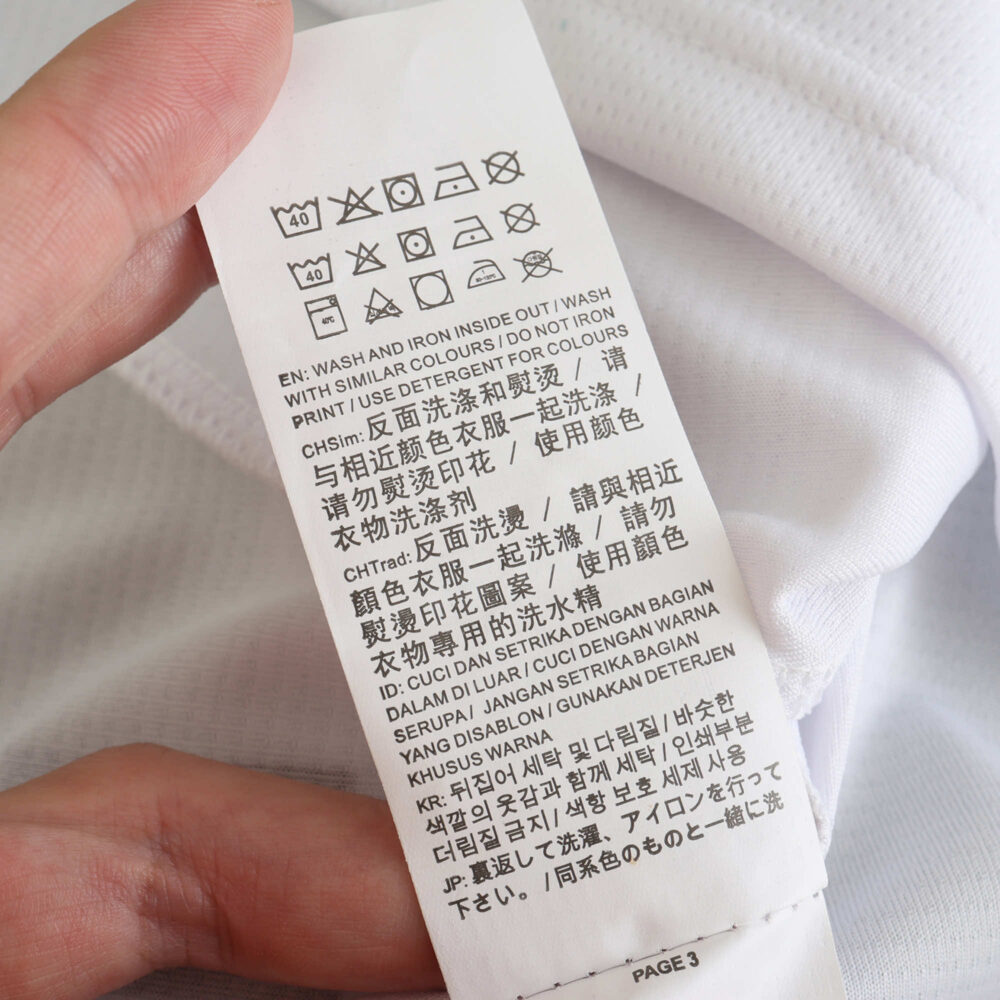 40
40
40℃
EN: WASH AND IRON INSIDE OUT / WASH
WITH SIMILAR COLOURS / DO NOT IRON
PRINT / USE DETERGENT FOR COLOURS
CHSim: 反面洗涤和熨烫 / 请
与相近颜色衣服一起洗涤 /
请勿熨烫印花 / 使用颜色
衣物洗涤剂
CHTrad: 反面洗燙 / 請與相近
顏色衣服一起洗滌 / 請勿
熨燙印花圖案 / 使用顏色
衣物專用的洗水精
ID: CUCI DAN SETRIKA DENGAN BAGIAN
DALAM DI LUAR / CUCI DENGAN WARNA
SERUPA / JANGAN SETRIKA BAGIAN
YANG DISABLON / GUNAKAN DETERJEN
KHUSUS WARNA
KR: 뒤집어 세탁 및 다림질 / 바슷한
색깔의 옷감과 함께 세탁 / 인쇄부분
더림질 금지 / 색항 보호 세제 사용
JP: 裏返して洗濯、アイロンを行って
下さい。 / 同系色のものと一緒に洗
PAGE 3